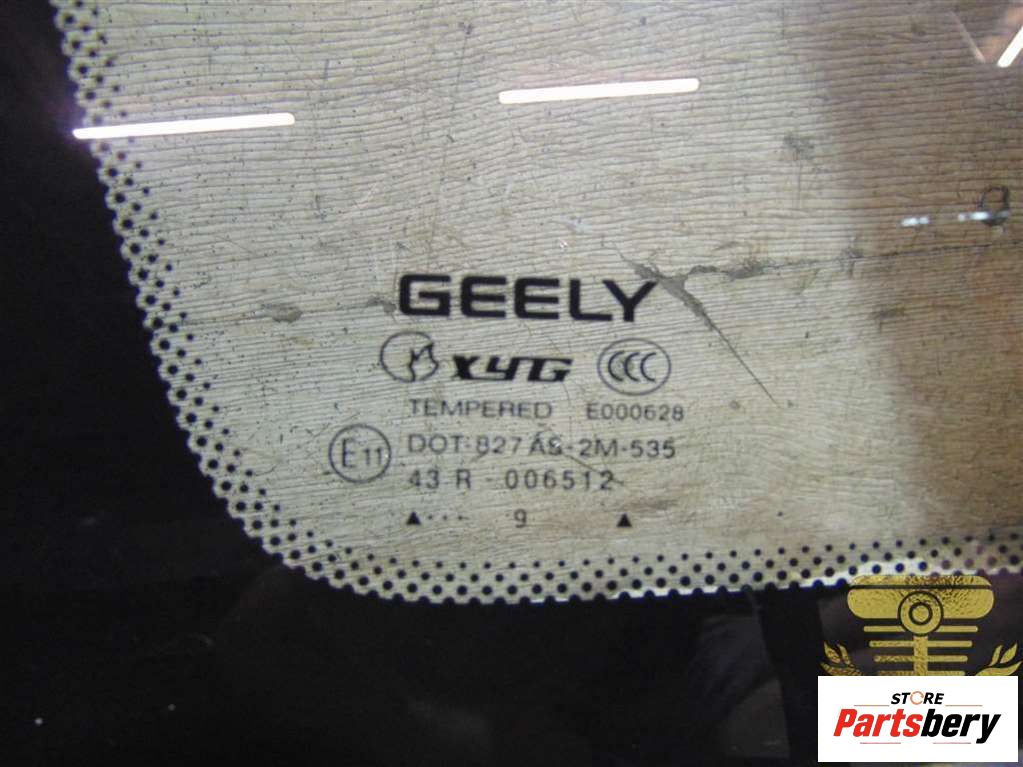 GEELY
XYG CCC
TEMPERED E000628
E11 DOT:827 AS-2M-535
43 R - 006512
▲··-- 9 ▲
STORE
Partsbery